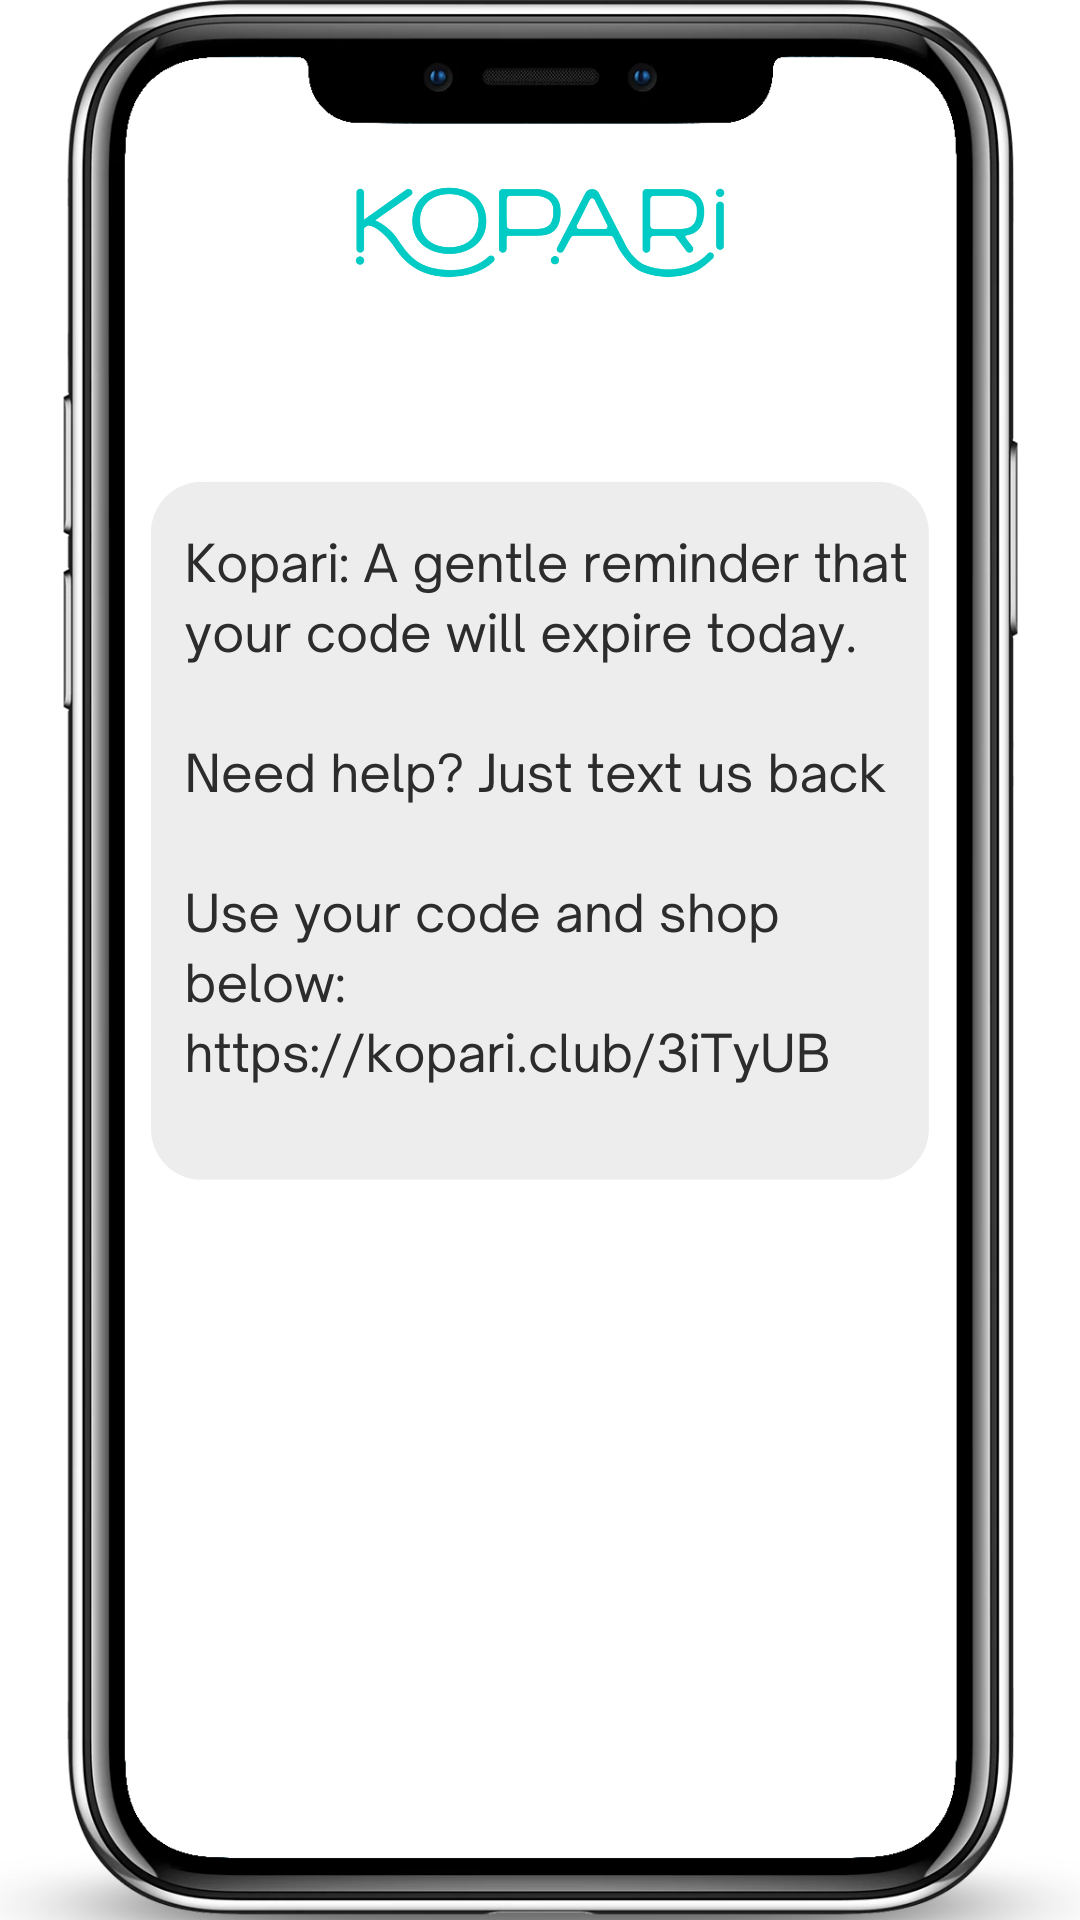 KOPARi
Kopari: A gentle reminder that
your code will expire today.
Need help? Just text us back
Use your code and shop
below:
https://kopari.club/3iTyUB